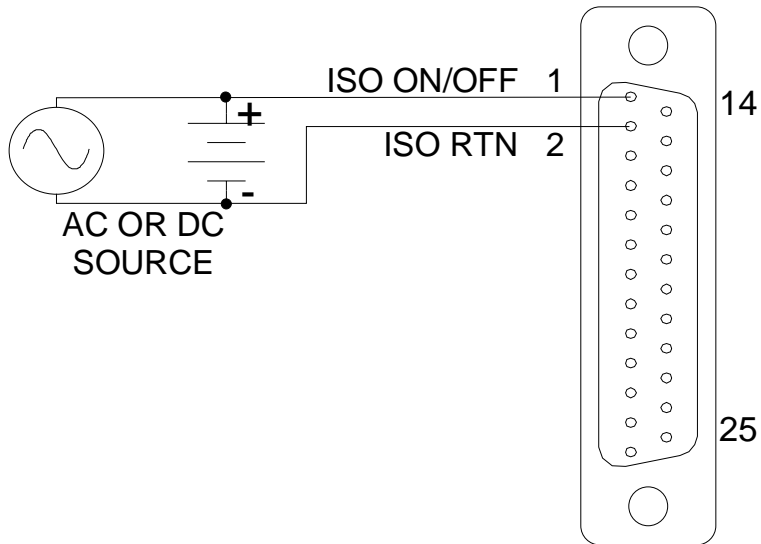 ISO ON/OFF 1
14
+
ISO RTN 2
-
AC OR DC
SOURCE
25